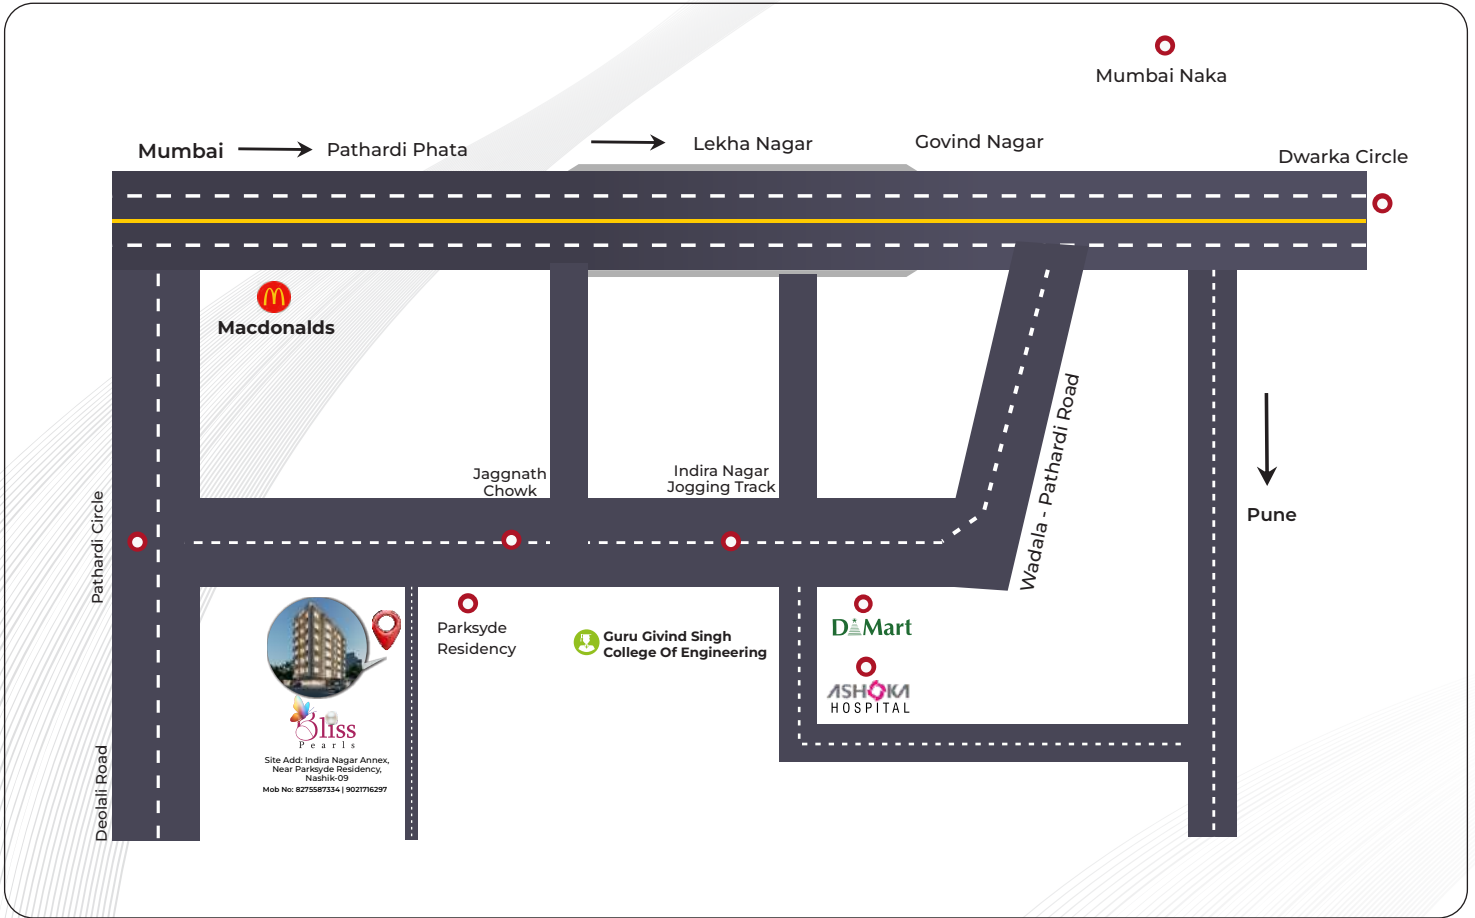 Mumbai Naka
Mumbai
Pathardi Phata
Lekha Nagar
Govind Nagar
Dwarka Circle
Macdonalds
Jaggnath
Chowk
Indira Nagar
Jogging Track
Wadala - Pathardi Road
Pune
Pathardi Circle
Parksyde
Residency
Guru Givind Singh
College Of Engineering
D Mart
ASHOKA
HOSPITAL
Bliss
Pearls
Site Add: Indira Nagar Annex,
Near Parksyde Residency,
Nashik-09
Mob No: 8275587334 | 9021716297
Deolali Road